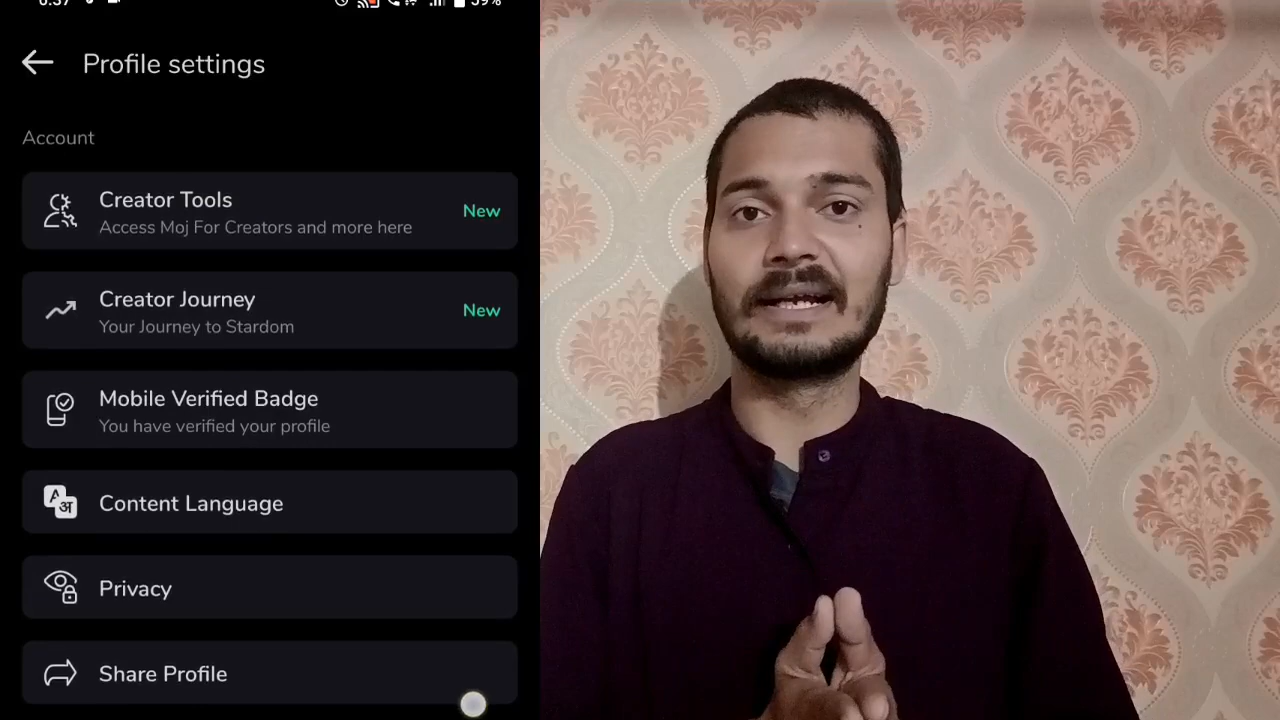 Profile settings
Account
Creator Tools
New
Access Moj For Creators and more here
Creator Journey
New
Your Journey to Stardom
Mobile Verified Badge
You have verified your profile
Content Language
Privacy
Share Profile